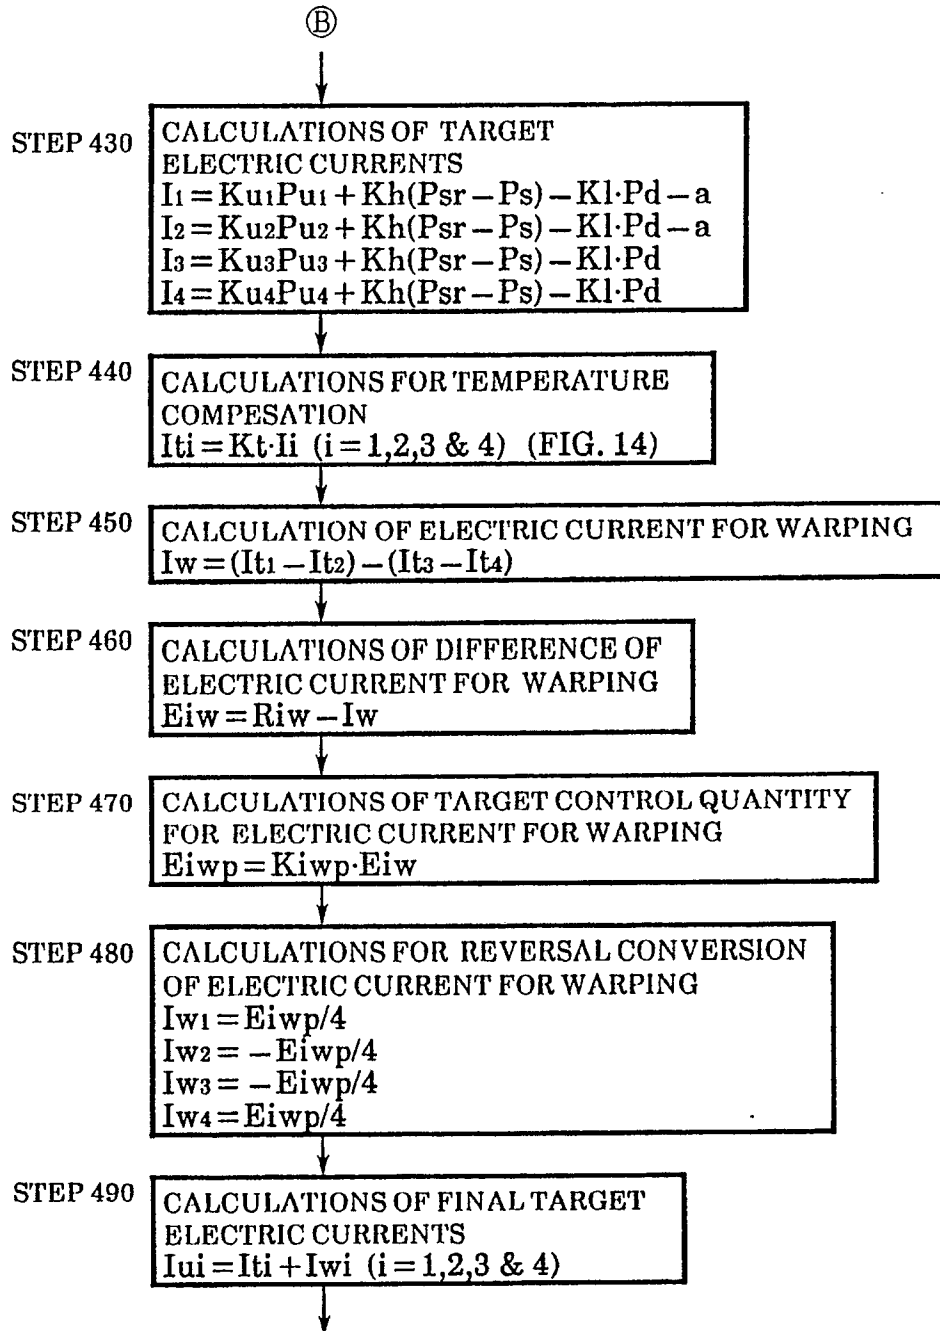 Ⓑ
STEP 430
CALCULATIONS OF TARGET
ELECTRIC CURRENTS
I1 = Ku1Pu1 + Kh(Psr − Ps) − Kl·Pd − a
I2 = Ku2Pu2 + Kh(Psr − Ps) − Kl·Pd − a
I3 = Ku3Pu3 + Kh(Psr − Ps) − Kl·Pd
I4 = Ku4Pu4 + Kh(Psr − Ps) − Kl·Pd
STEP 440
CALCULATIONS FOR TEMPERATURE
COMPESATION
Iti = Kt·Ii (i = 1,2,3 & 4) (FIG. 14)
STEP 450
CALCULATION OF ELECTRIC CURRENT FOR WARPING
Iw = (It1 − It2) − (It3 − It4)
STEP 460
CALCULATIONS OF DIFFERENCE OF
ELECTRIC CURRENT FOR WARPING
Eiw = Riw − Iw
STEP 470
CALCULATIONS OF TARGET CONTROL QUANTITY
FOR ELECTRIC CURRENT FOR WARPING
Eiwp = Kiwp·Eiw
STEP 480
CALCULATIONS FOR REVERSAL CONVERSION
OF ELECTRIC CURRENT FOR WARPING
Iw1 = Eiwp/4
Iw2 = − Eiwp/4
Iw3 = − Eiwp/4
Iw4 = Eiwp/4
STEP 490
CALCULATIONS OF FINAL TARGET
ELECTRIC CURRENTS
Iui = Iti + Iwi (i = 1,2,3 & 4)